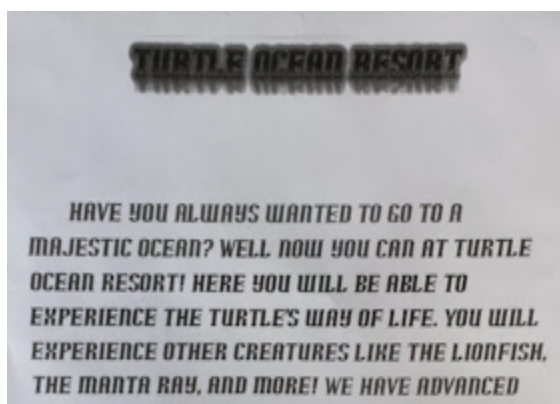 TURTLE OCEAN RESORT
HAVE YOU ALWAYS WANTED TO GO TO A
MAJESTIC OCEAN? WELL NOW YOU CAN AT TURTLE
OCEAN RESORT! HERE YOU WILL BE ABLE TO
EXPERIENCE THE TURTLE'S WAY OF LIFE. YOU WILL
EXPERIENCE OTHER CREATURES LIKE THE LIONFISH,
THE MANTA RAY, AND MORE! WE HAVE ADVANCED